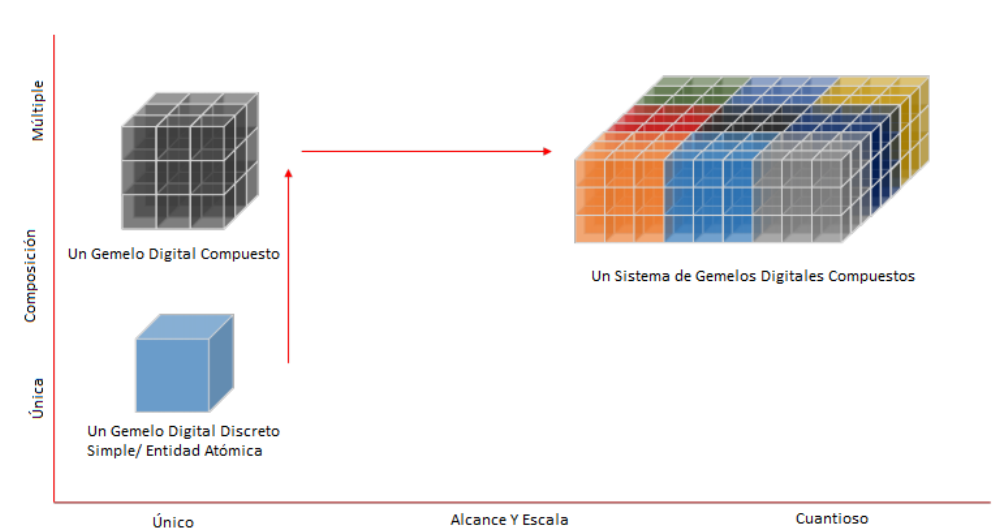 Múltiple
Composición
Única
Un Gemelo Digital Compuesto
Un Sistema de Gemelos Digitales Compuestos
Un Gemelo Digital Discreto
Simple/ Entidad Atómica
Único
Alcance Y Escala
Cuantioso